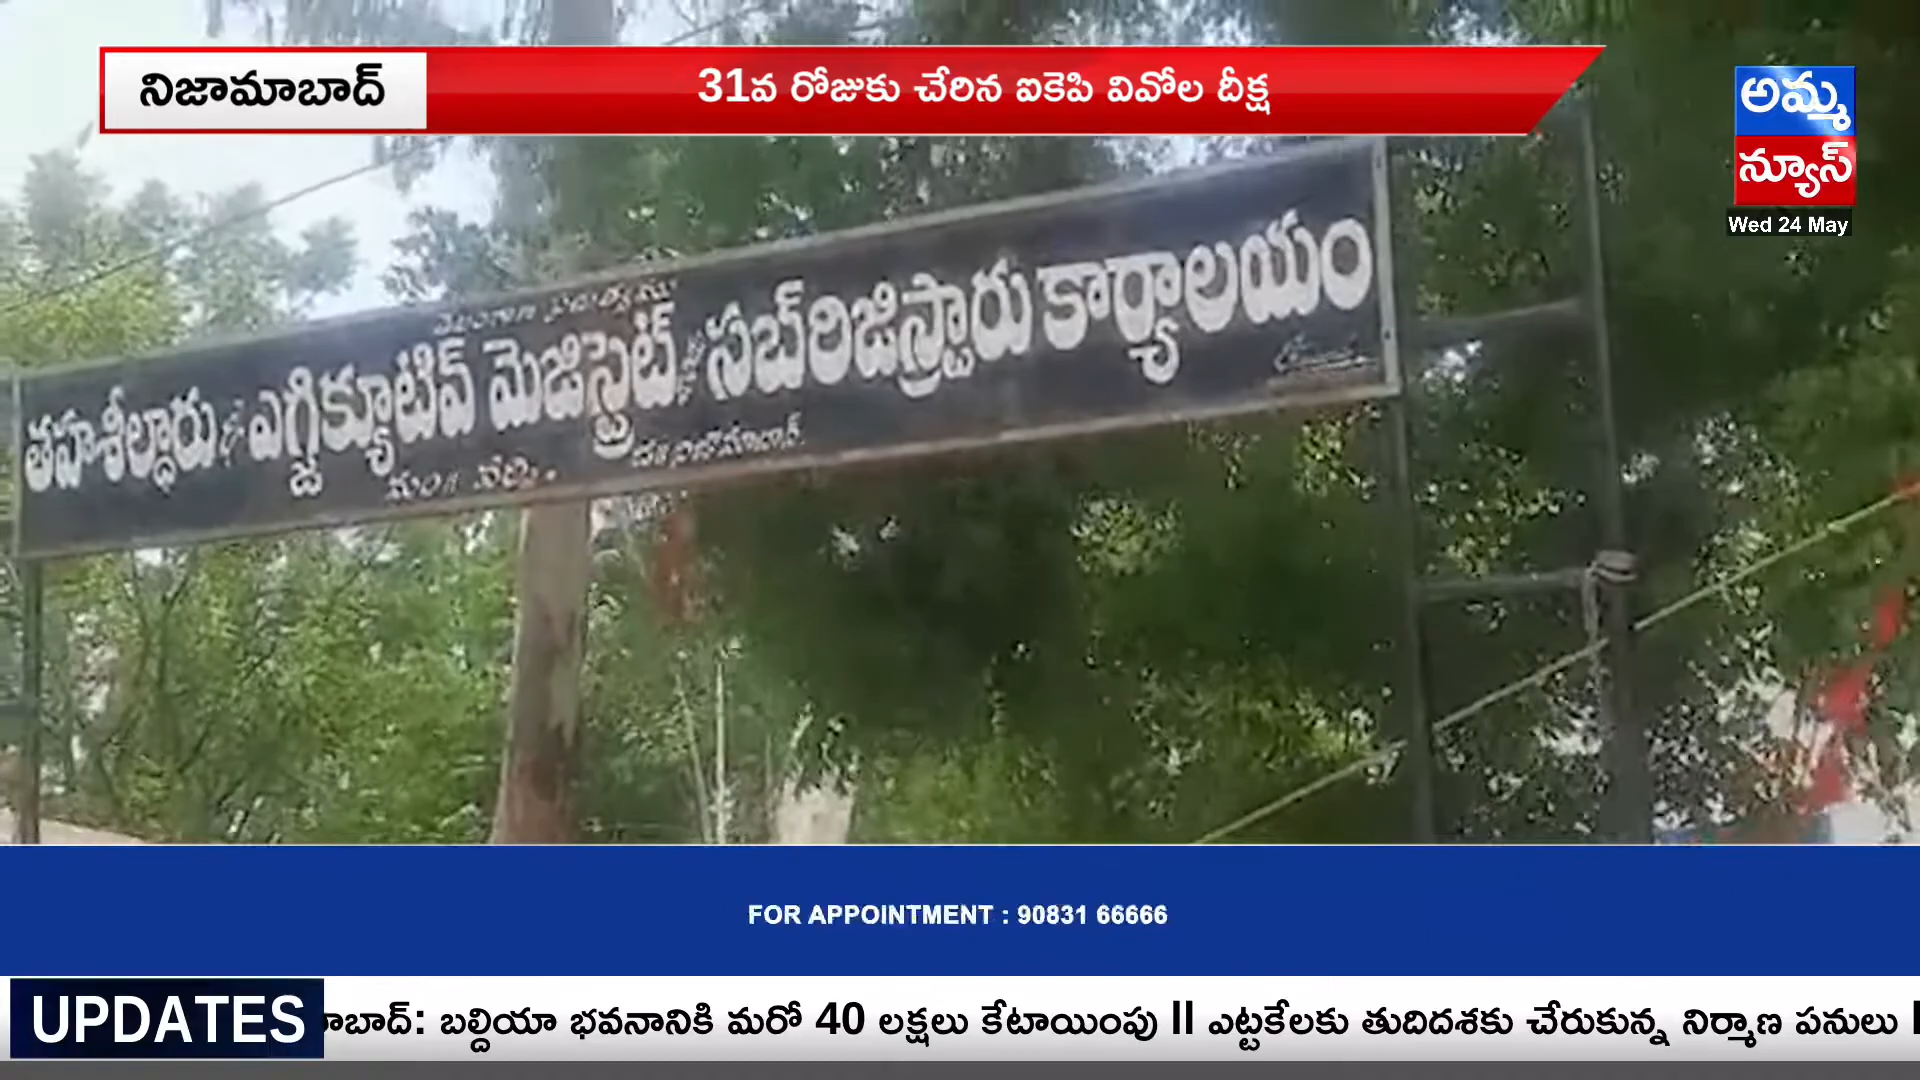 నిజామాబాద్
31వ రోజుకు చేరిన ఐకెపి వివోల దీక్ష
అమ్మ
న్యూస్
Wed 24 May
తహశీల్దారు ఎగ్జిక్యూటివ్ మెజిస్ట్రెట్ సబ్‌రిజిస్ట్రారు కార్యాలయం
FOR APPOINTMENT : 90831 66666
UPDATES
ాబాద్: బల్దియా భవనానికి మరో 40 లక్షలు కేటాయింపు II ఎట్టకేలకు తుదిదశకు చేరుకున్న నిర్మాణ పనులు